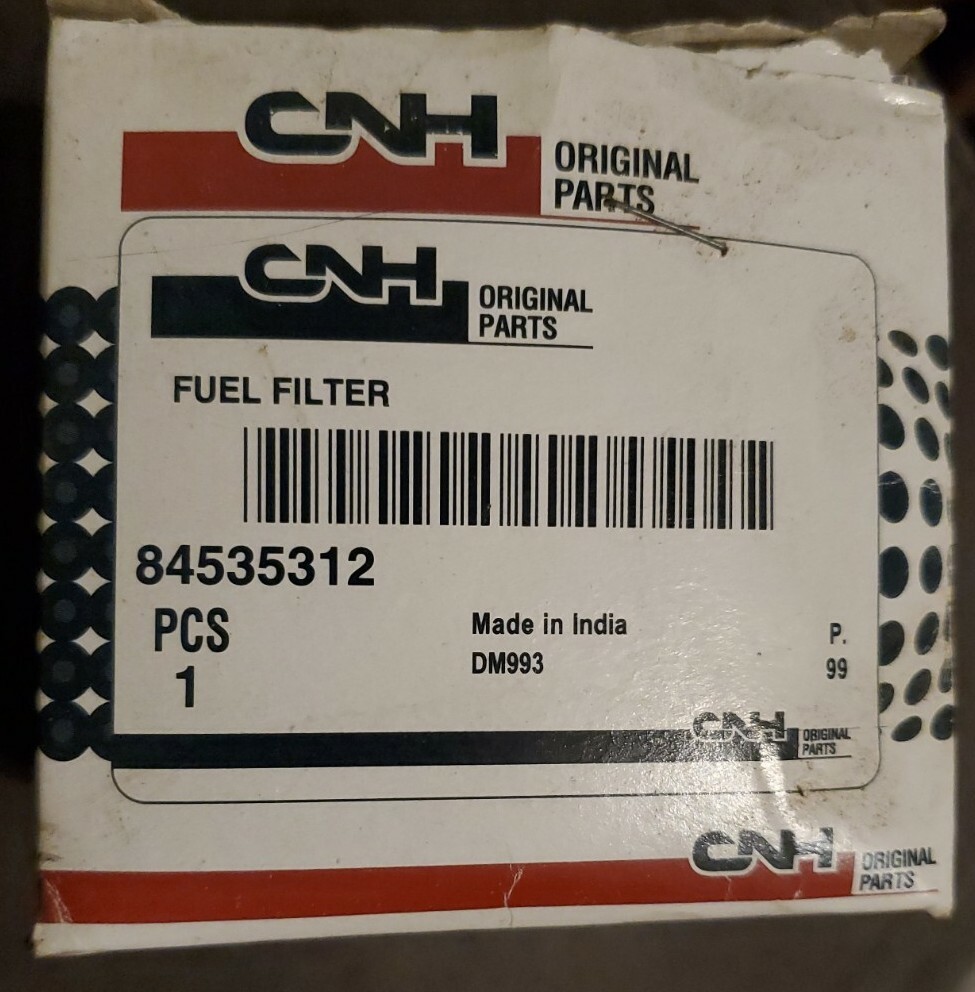 CNH
ORIGINAL
PARTS
CNH
ORIGINAL
PARTS
FUEL FILTER
84535312
PCS
1
Made in India
DM993
P.
99
CNH
ORIGINAL
PARTS
CNH
ORIGINAL
PARTS